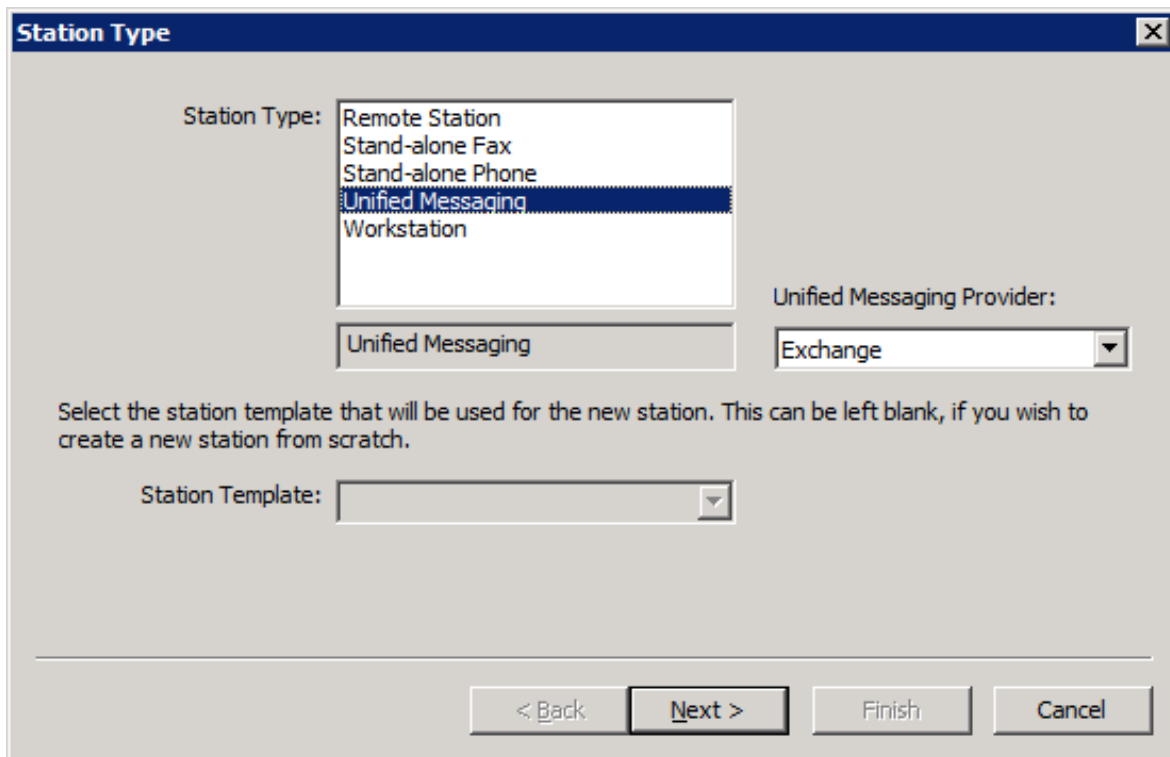 Station Type
Station Type:
Remote Station
Stand-alone Fax
Stand-alone Phone
Unified Messaging
Workstation
Unified Messaging Provider:
Unified Messaging
Exchange
Select the station template that will be used for the new station. This can be left blank, if you wish to
create a new station from scratch.
Station Template:
< Back
Next >
Finish
Cancel